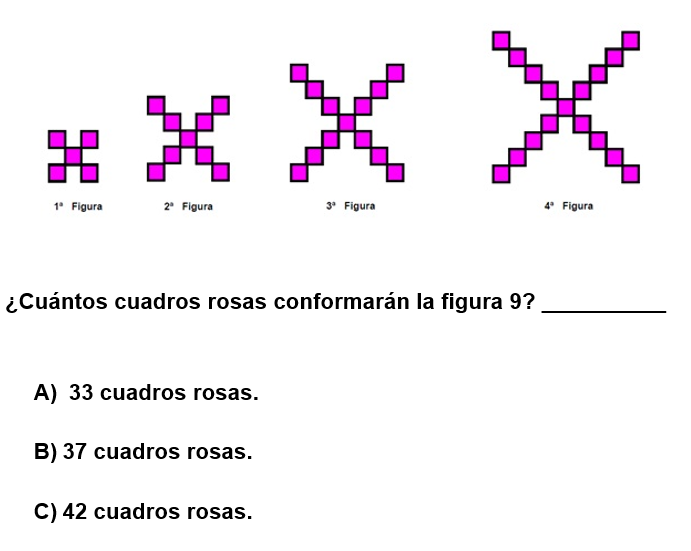 1ª Figura 2ª Figura 3ª Figura 4ª Figura
¿Cuántos cuadros rosas conformarán la figura 9? __________
A) 33 cuadros rosas.
B) 37 cuadros rosas.
C) 42 cuadros rosas.